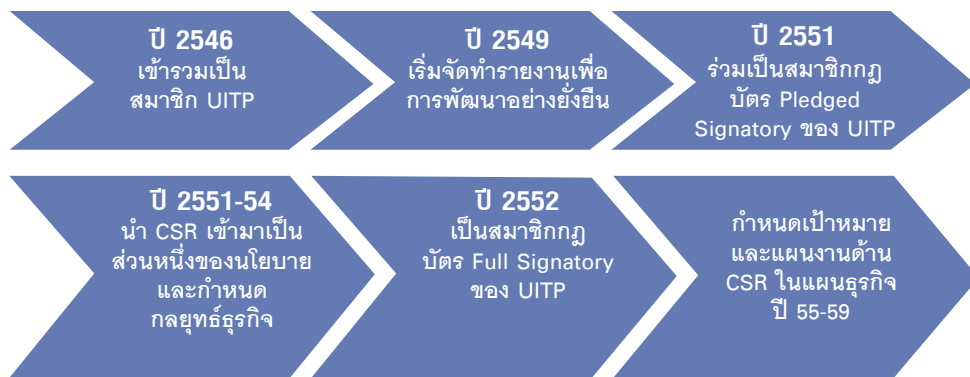 ปี 2546
เข้ารวมเป็น
สมาชิก UITP
ปี 2549
เริ่มจัดทำรายงานเพื่อ
การพัฒนาอย่างยั่งยืน
ปี 2551
ร่วมเป็นสมาชิกกฎ
บัตร Pledged
Signatory ของ UITP
ปี 2551-54
นำ CSR เข้ามาเป็น
ส่วนหนึ่งของนโยบาย
และกำหนด
กลยุทธ์ธุรกิจ
ปี 2552
เป็นสมาชิกกฎ
บัตร Full Signatory
ของ UITP
กำหนดเป้าหมาย
และแผนงานด้าน
CSR ในแผนธุรกิจ
ปี 55-59